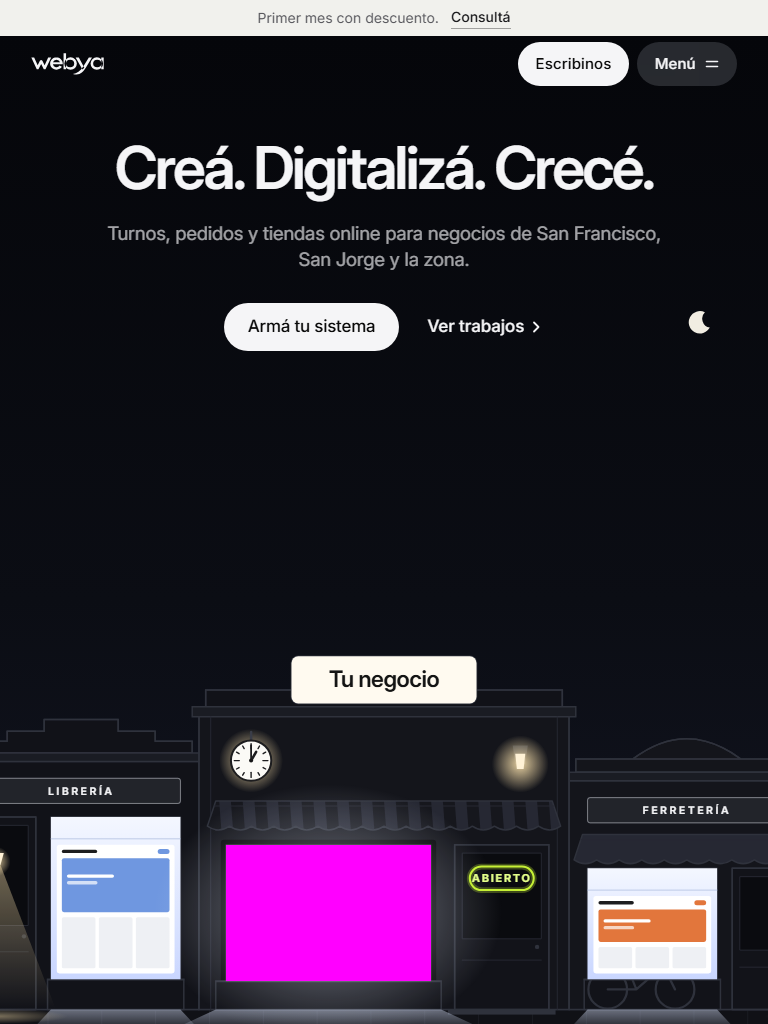 Primer mes con descuento. Consultá
webya
Escribinos
Menú
Creá. Digitalizá. Crecé.
Turnos, pedidos y tiendas online para negocios de San Francisco,
San Jorge y la zona.
Armá tu sistema
Ver trabajos
Tu negocio
LIBRERÍA
FERRETERÍA
ABIERTO